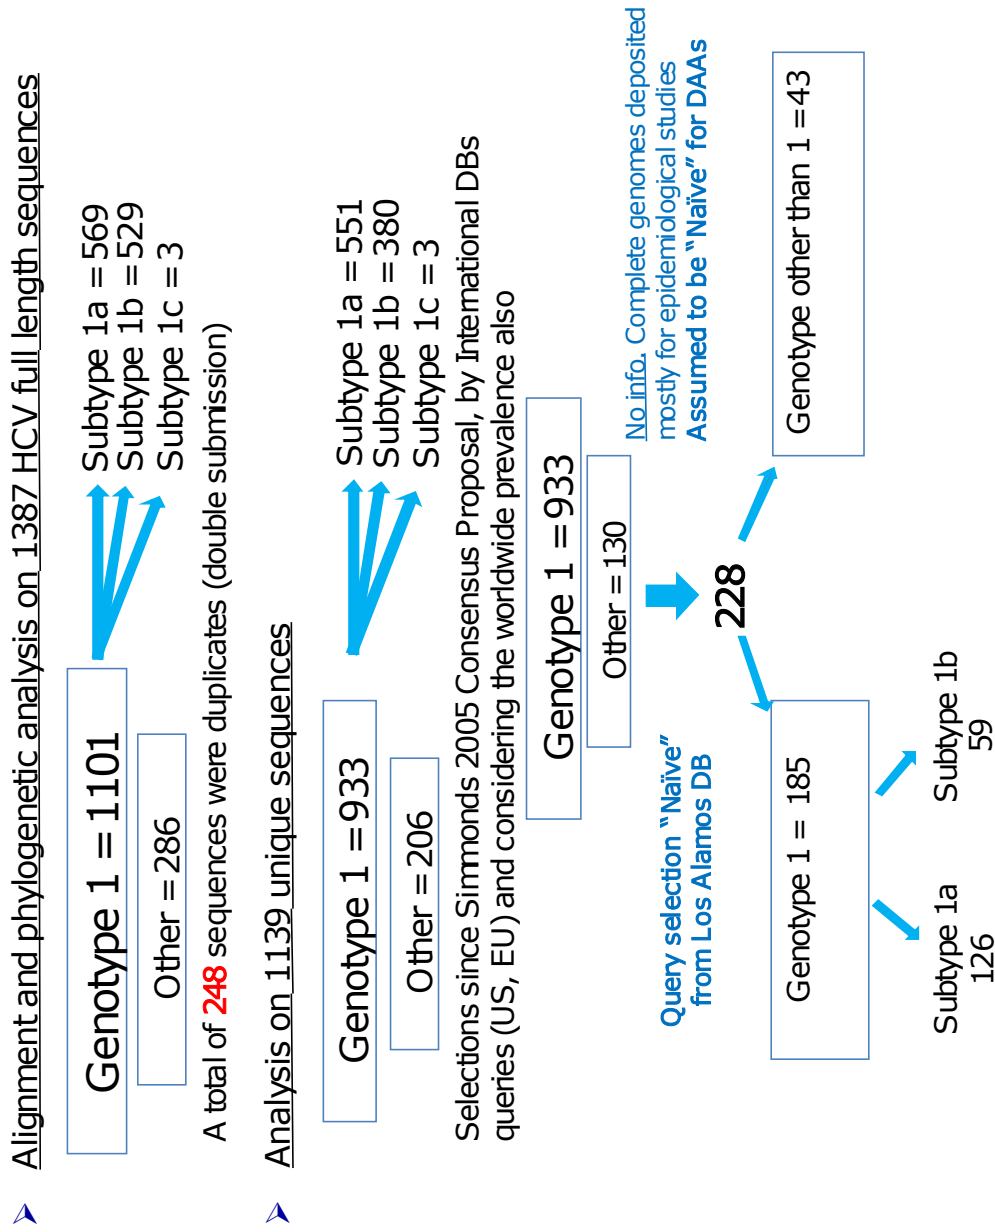 Alignment and phylogenetic analysis on 1387 HCV full length sequences
Genotype 1 = 1101
Other = 286
Subtype 1a = 569
Subtype 1b = 529
Subtype 1c = 3
A total of 248 sequences were duplicates (double submission)
Analysis on 1139 unique sequences
Genotype 1 = 933
Other = 206
Subtype 1a = 551
Subtype 1b = 380
Subtype 1c = 3
Selections since Simmonds 2005 Consensus Proposal, by International DBs
queries (US, EU) and considering the worldwide prevalence also
Genotype 1 = 933
Other = 130
No info. Complete genomes deposited
mostly for epidemiological studies
Assumed to be “Naïve” for DAAs
Query selection “Naïve”
from Los Alamos DB
228
Genotype 1 = 185
Genotype other than 1 = 43
Subtype 1a
126
Subtype 1b
59